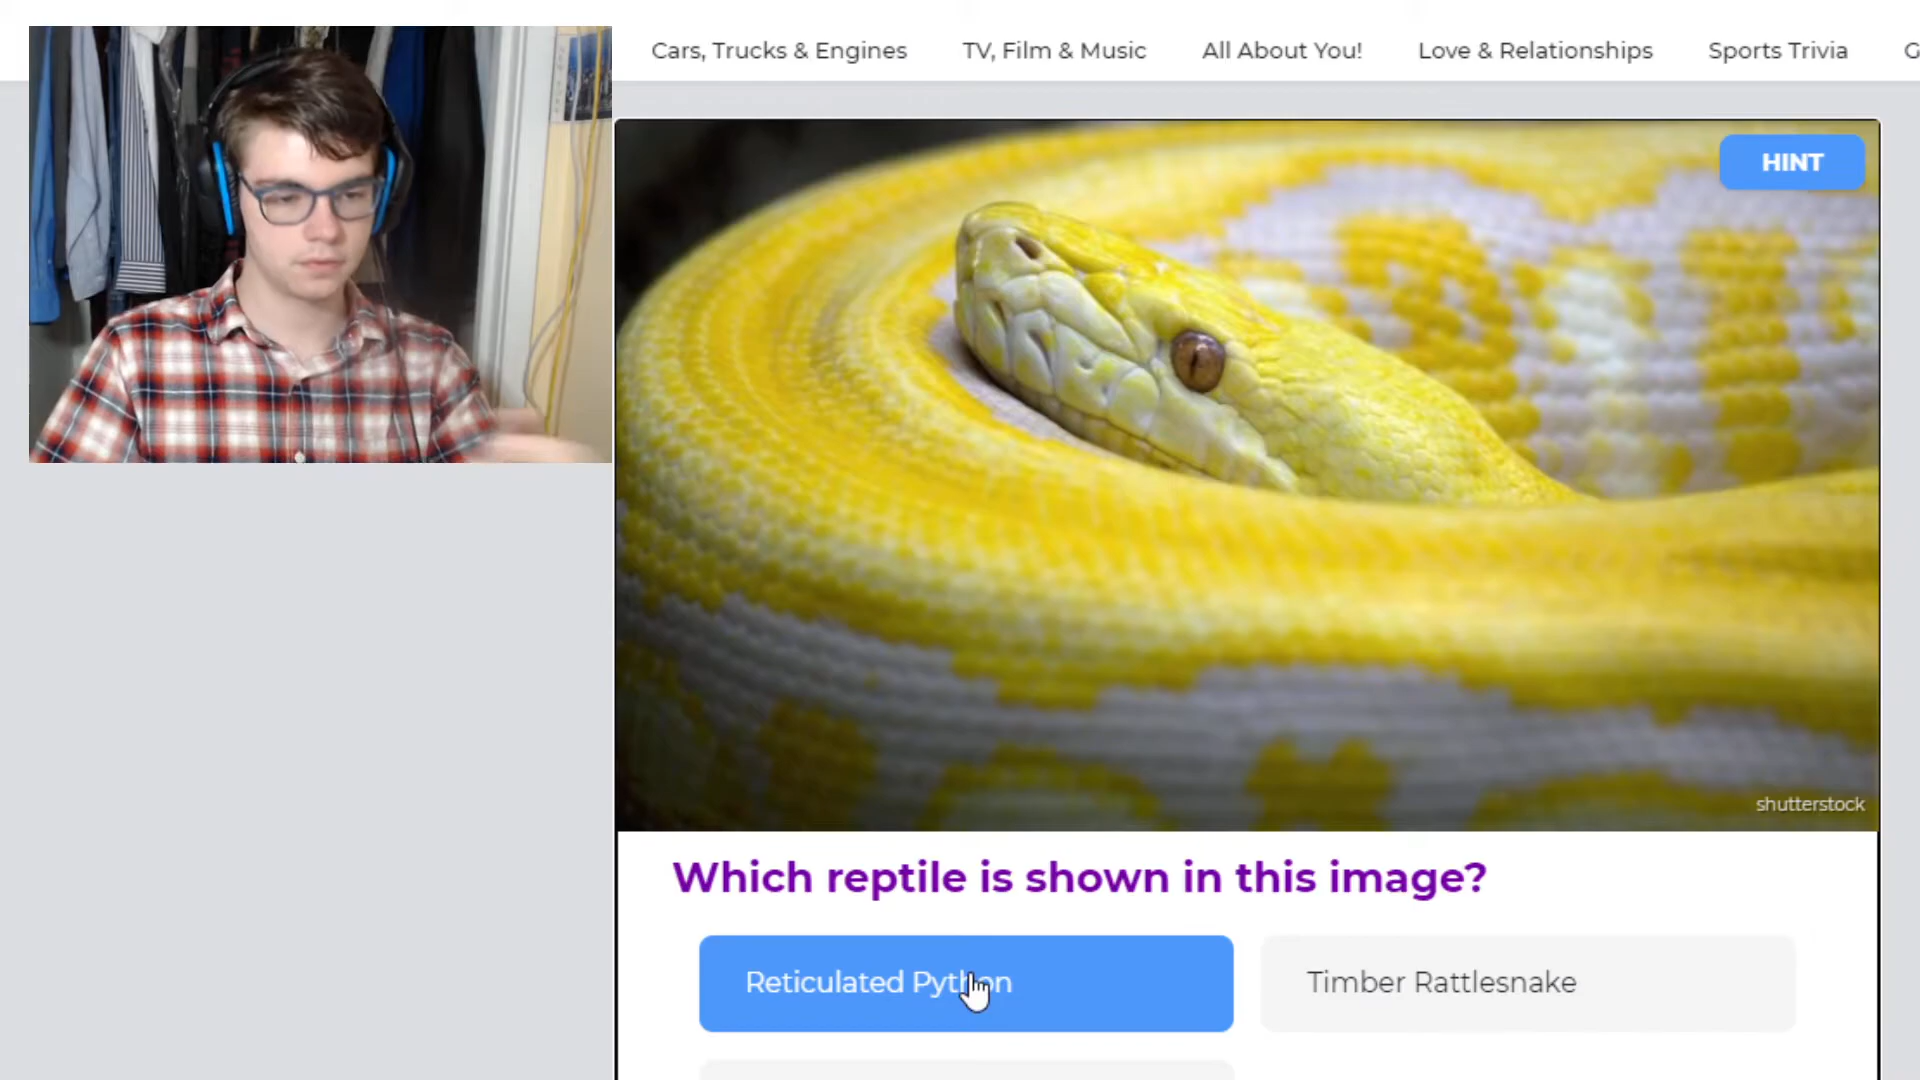 Cars, Trucks & Engines TV, Film & Music All About You! Love & Relationships Sports Trivia G
HINT
shutterstock
Which reptile is shown in this image?
Reticulated Python Timber Rattlesnake